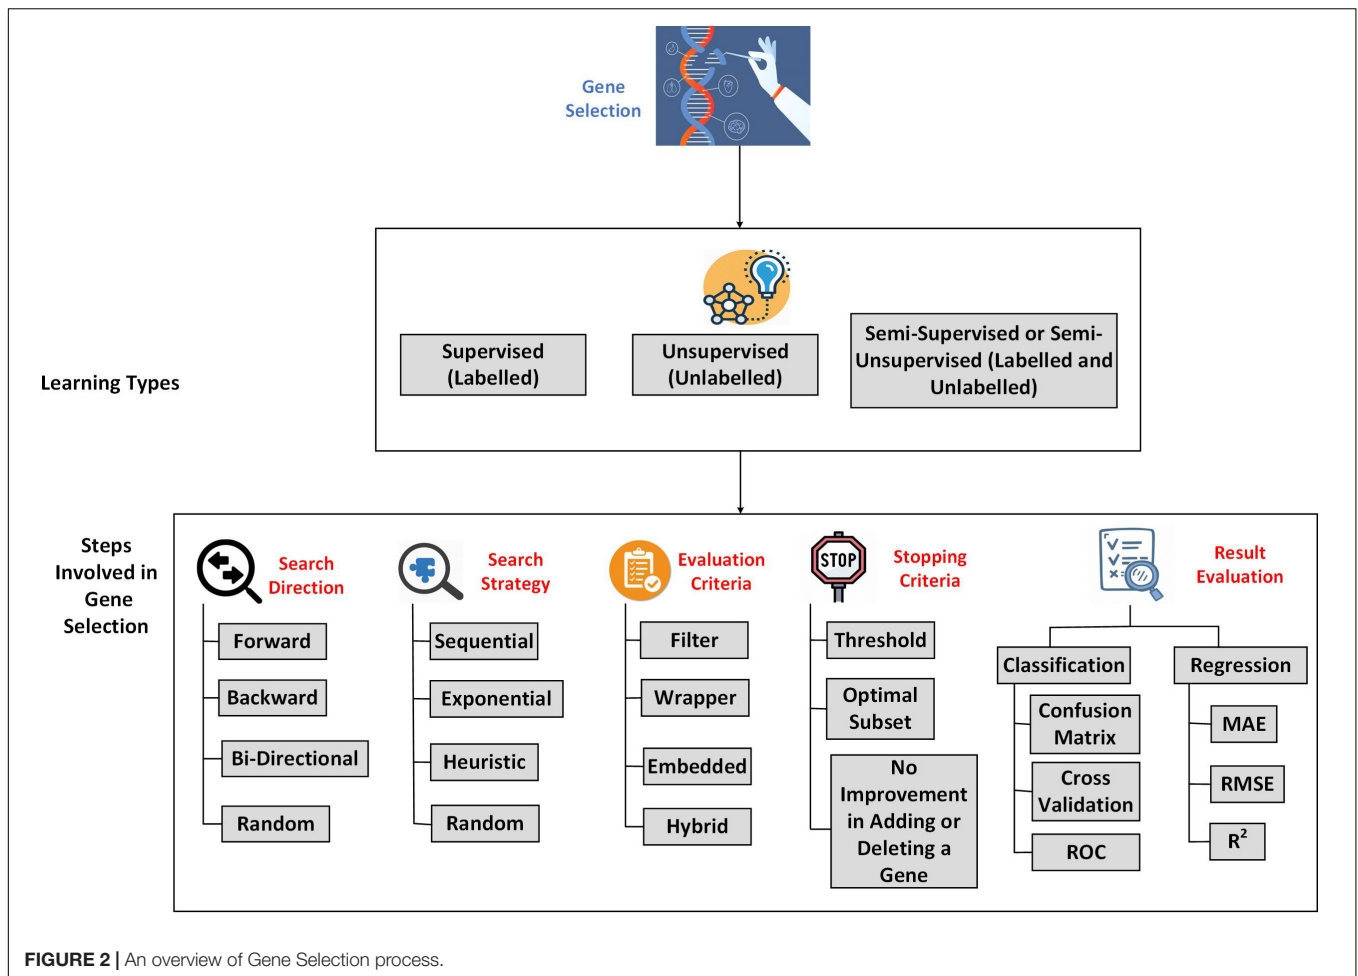 Gene
Selection
Learning Types
Supervised
(Labelled)
Unsupervised
(Unlabelled)
Semi-Supervised or Semi-
Unsupervised (Labelled and
Unlabelled)
Steps
Involved in
Gene
Selection
Search
Direction
Forward
Backward
Bi-Directional
Random
Search
Strategy
Sequential
Exponential
Heuristic
Random
Evaluation
Criteria
Filter
Wrapper
Embedded
Hybrid
STOP
Stopping
Criteria
Threshold
Optimal
Subset
No
Improvement
in Adding or
Deleting a
Gene
Result
Evaluation
Classification
Confusion
Matrix
Cross
Validation
ROC
Regression
MAE
RMSE
R²
FIGURE 2 | An overview of Gene Selection process.